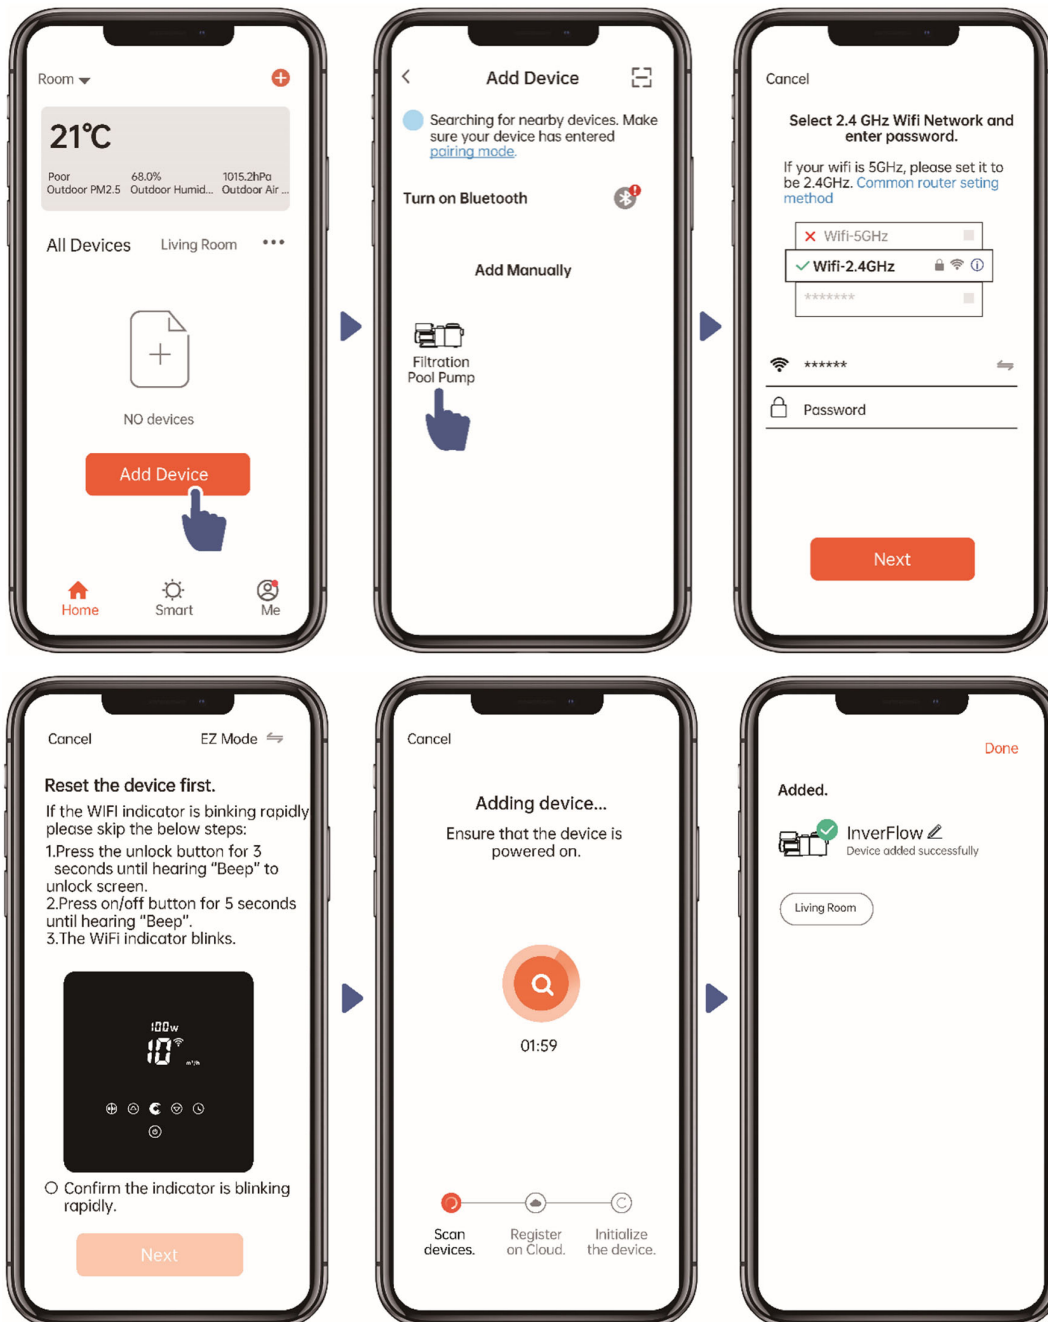 Room
21℃
Poor 68.0% 1015.2hPa
Outdoor PM2.5 Outdoor Humid... Outdoor Air ...
All Devices Living Room •••
NO devices
Add Device
Home Smart Me
Add Device
Searching for nearby devices. Make
sure your device has entered
pairing mode.
Turn on Bluetooth
Add Manually
Filtration
Pool Pump
Cancel
Select 2.4 GHz Wifi Network and
enter password.
If your wifi is 5GHz, please set it to
be 2.4GHz. Common router seting
method
Wifi-5GHz
Wifi-2.4GHz
*******
******
Password
Next
Cancel EZ Mode
Reset the device first.
If the WIFI indicator is binking rapidly
please skip the below steps:
1.Press the unlock button for 3
seconds until hearing "Beep" to
unlock screen.
2.Press on/off button for 5 seconds
until hearing "Beep".
3.The WiFi indicator blinks.
100w
10
m³/h
Confirm the indicator is blinking
rapidly.
Next
Cancel
Adding device...
Ensure that the device is
powered on.
01:59
Scan
devices.
Register
on Cloud.
Initialize
the device.
Done
Added.
InverFlow
Device added successfully
Living Room